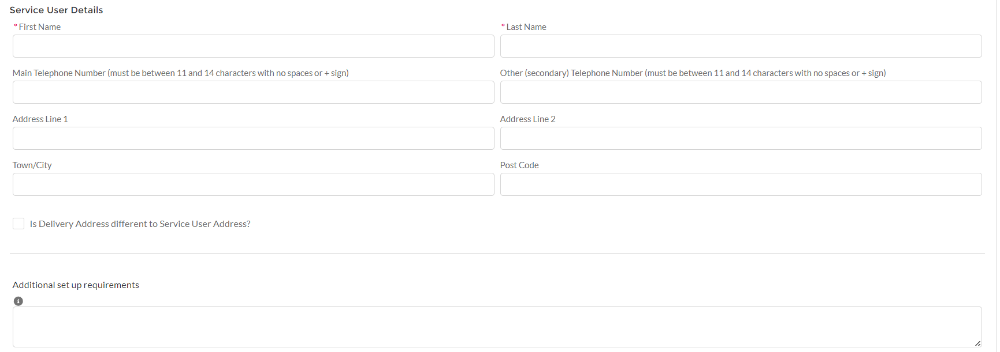 Service User Details
*First Name
*Last Name
Main Telephone Number (must be between 11 and 14 characters with no spaces or + sign)
Other (secondary) Telephone Number (must be between 11 and 14 characters with no spaces or + sign)
Address Line 1
Address Line 2
Town/City
Post Code
Is Delivery Address different to Service User Address?
Additional set up requirements